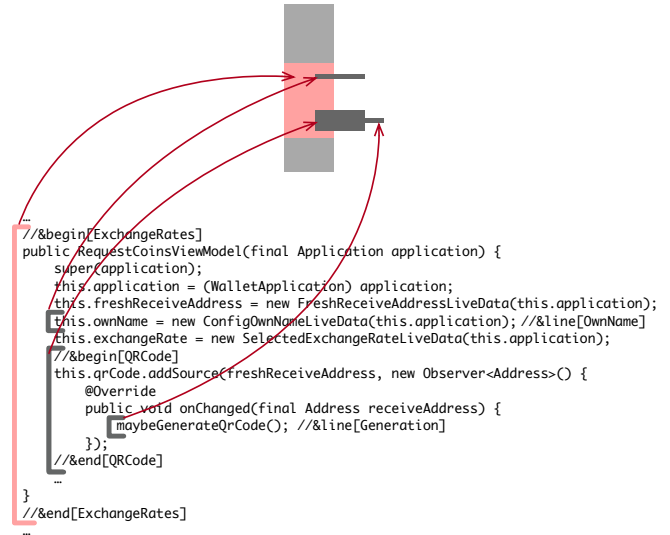 …
//&begin[ExchangeRates]
public RequestCoinsViewModel(final Application application) {
super(application);
this.application = (WalletApplication) application;
this.freshReceiveAddress = new FreshReceiveAddressLiveData(this.application);
this.ownName = new ConfigOwnNameLiveData(this.application); //&line[OwnName]
this.exchangeRate = new SelectedExchangeRateLiveData(this.application);
//&begin[QRCode]
this.qrCode.addSource(freshReceiveAddress, new Observer<Address>() {
@Override
public void onChanged(final Address receiveAddress) {
maybeGenerateQrCode(); //&line[Generation]
});
//&end[QRCode]
…
}
//&end[ExchangeRates]
…